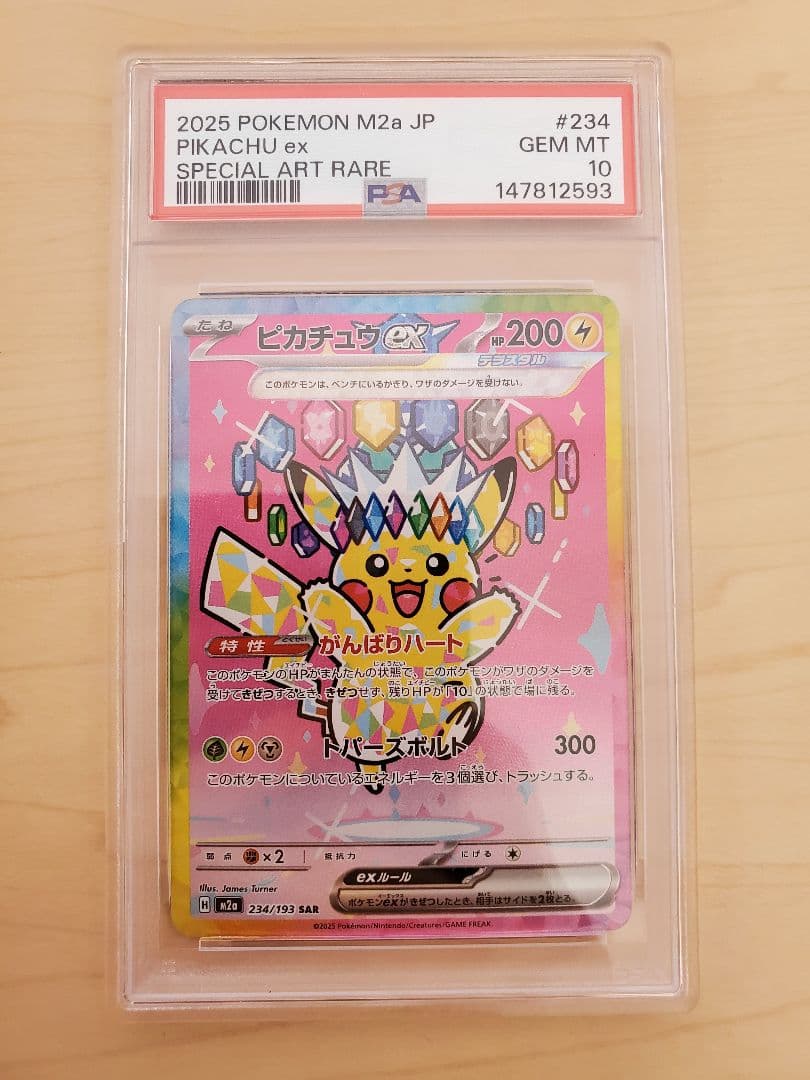 2025 POKEMON M2a JP #234
PIKACHU ex GEM MT
SPECIAL ART RARE 10
PSA 147812593
たね ピカチュウex HP200
テラスタル
このポケモンは、ベンチにいるかぎり、ワザのダメージを受けない。
特性 とくせい がんばりハート
このポケモンのHPがまんたんの状態で、このポケモンがワザのダメージを
受けてきぜつするとき、きぜつせず、残りHPが「10」の状態で場に残る。
トパーズボルト 300
このポケモンについているエネルギーを3個選び、トラッシュする。
弱点 ×2 抵抗力 にげる
exルール
ポケモンexがきぜつしたとき、相手はサイドを2枚とる。
Illus. James Turner
H M2a 234/193 SAR
©2025 Pokémon/Nintendo/Creatures/GAME FREAK.